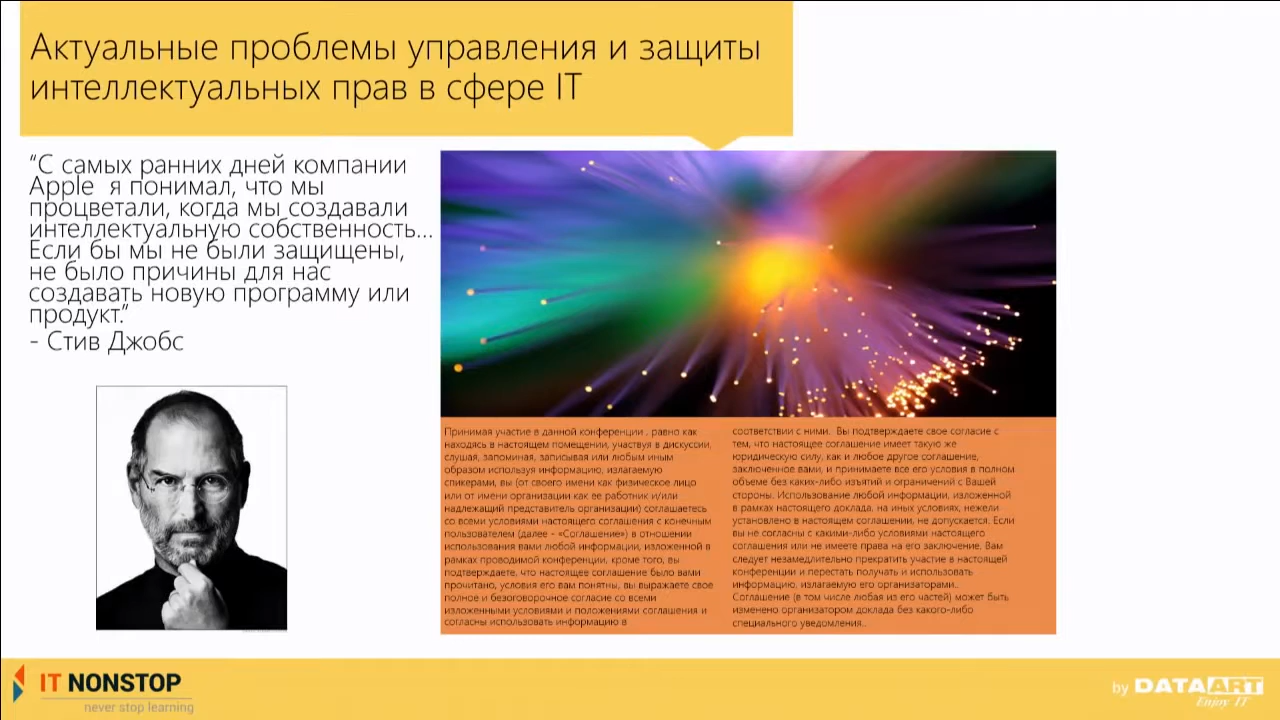 Актуальные проблемы управления и защиты
интеллектуальных прав в сфере IT
“С самых ранних дней компании
Apple я понимал, что мы
процветали, когда мы создавали
интеллектуальную собственность...
Если бы мы не были защищены,
не было причины для нас
создавать новую программу или
продукт.”
- Стив Джобс
Принимая участие в данной конференции , равно как
находясь в настоящем помещении, участвуя в дискуссии,
слушая, запоминая, записывая или любым иным
образом используя информацию, излагаемую
спикерами, вы (от своего имени как физическое лицо
или от имени организации как ее работник и/или
надлежащий представитель организации) соглашаетесь
со всеми условиями настоящего соглашения с конечным
пользователем (далее - «Соглашение») в отношении
использования вами любой информации, изложенной в
рамках проводимой конференции, кроме того, вы
подтверждаете, что настоящее соглашение было вами
прочитано, условия его вам понятны, вы выражаете свое
полное и безоговорочное согласие со всеми
изложенными условиями и положениями соглашения и
согласны использовать информацию в
соответствии с ними. Вы подтверждаете свое согласие с
тем, что настоящее соглашение имеет такую же
юридическую силу, как и любое другое соглашение,
заключенное вами, и принимаете все его условия в полном
объеме без каких-либо изъятий и ограничений с Вашей
стороны. Использование любой информации, изложенной
в рамках настоящего доклада, на иных условиях, нежели
установлено в настоящем соглашении, не допускается. Если
вы не согласны с какими-либо условиями настоящего
соглашения или не имеете права на его заключение, Вам
следует незамедлительно прекратить участие в настоящей
конференции и перестать получать и использовать
информацию, излагаемую его организаторами..
Соглашение (в том числе любая из его частей) может быть
изменено организатором доклада без какого-либо
специального уведомления..
IT NONSTOP
never stop learning
by DATAART
Enjoy IT